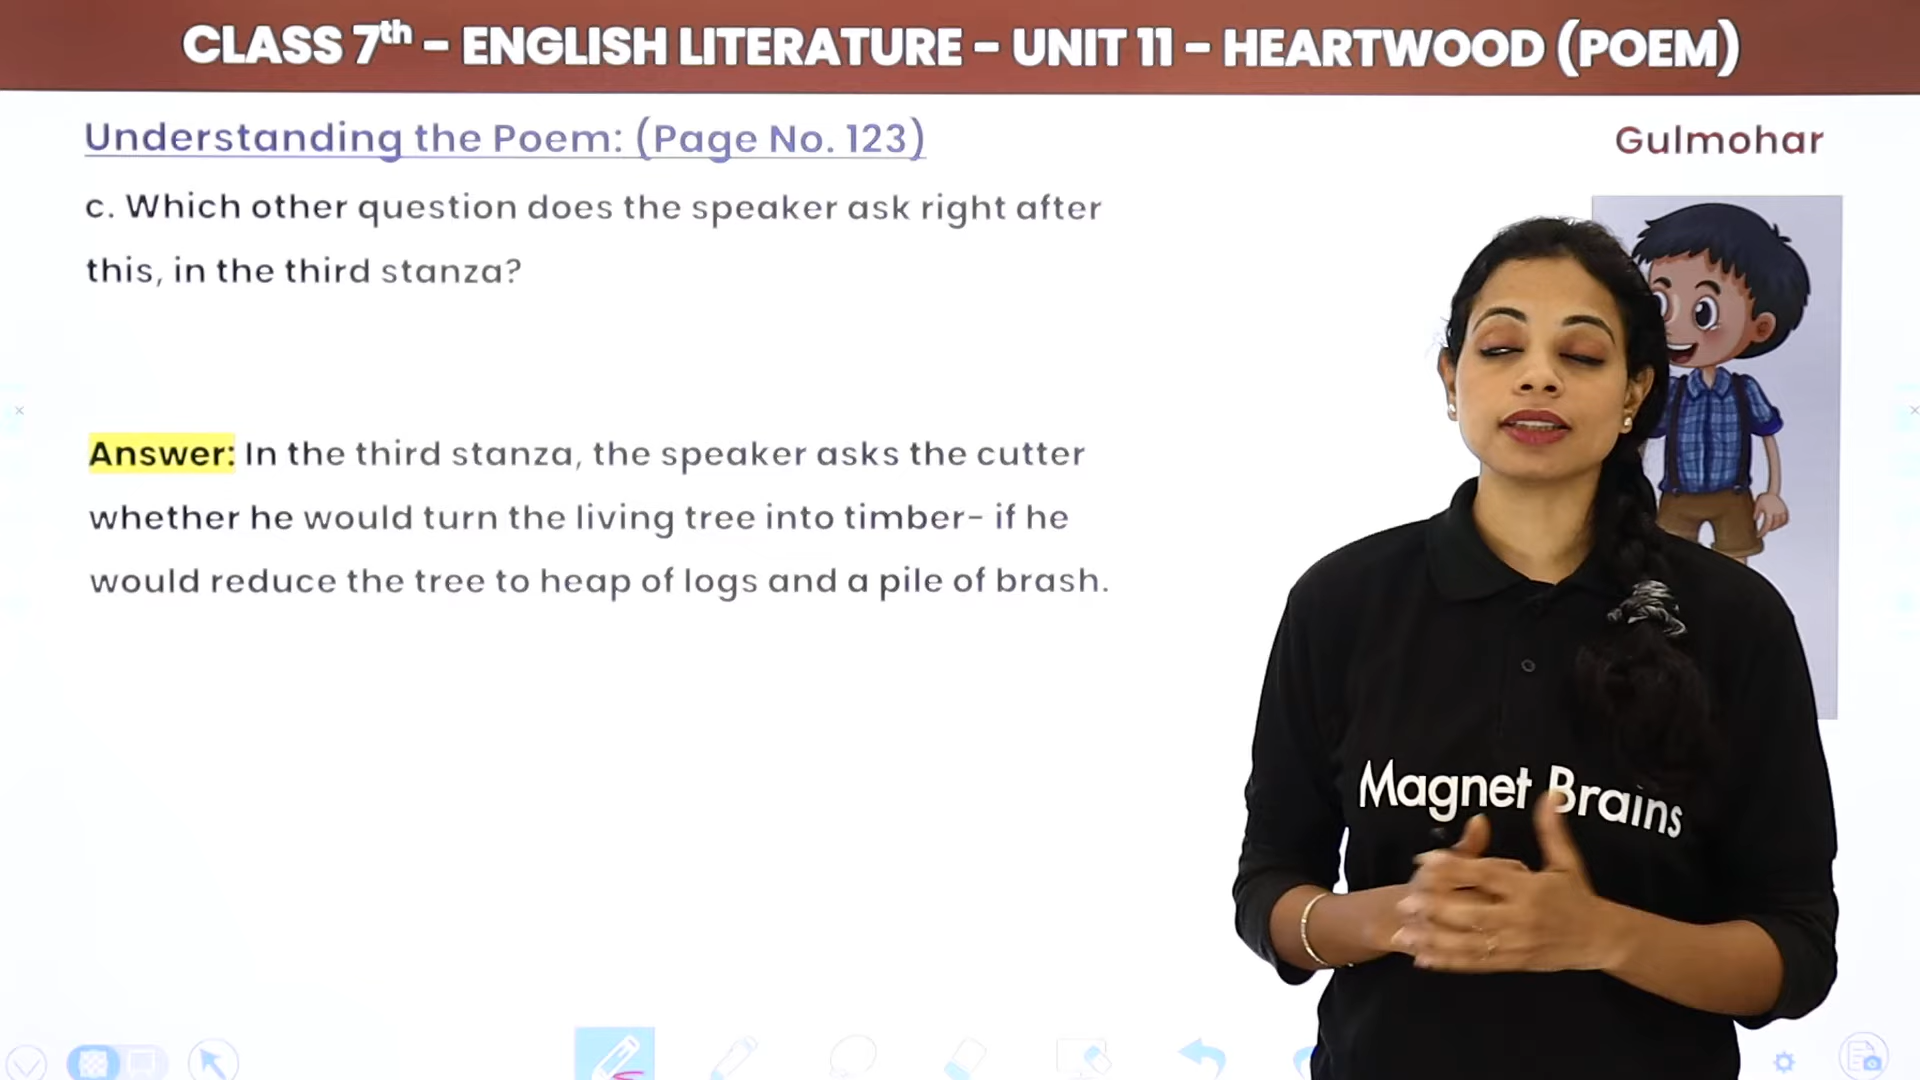 CLASS 7th - ENGLISH LITERATURE - UNIT 11 - HEARTWOOD (POEM)
Understanding the Poem: (Page No. 123)
Gulmohar
c. Which other question does the speaker ask right after
this, in the third stanza?
Answer: In the third stanza, the speaker asks the cutter
whether he would turn the living tree into timber- if he
would reduce the tree to heap of logs and a pile of brash.
Magnet Brains